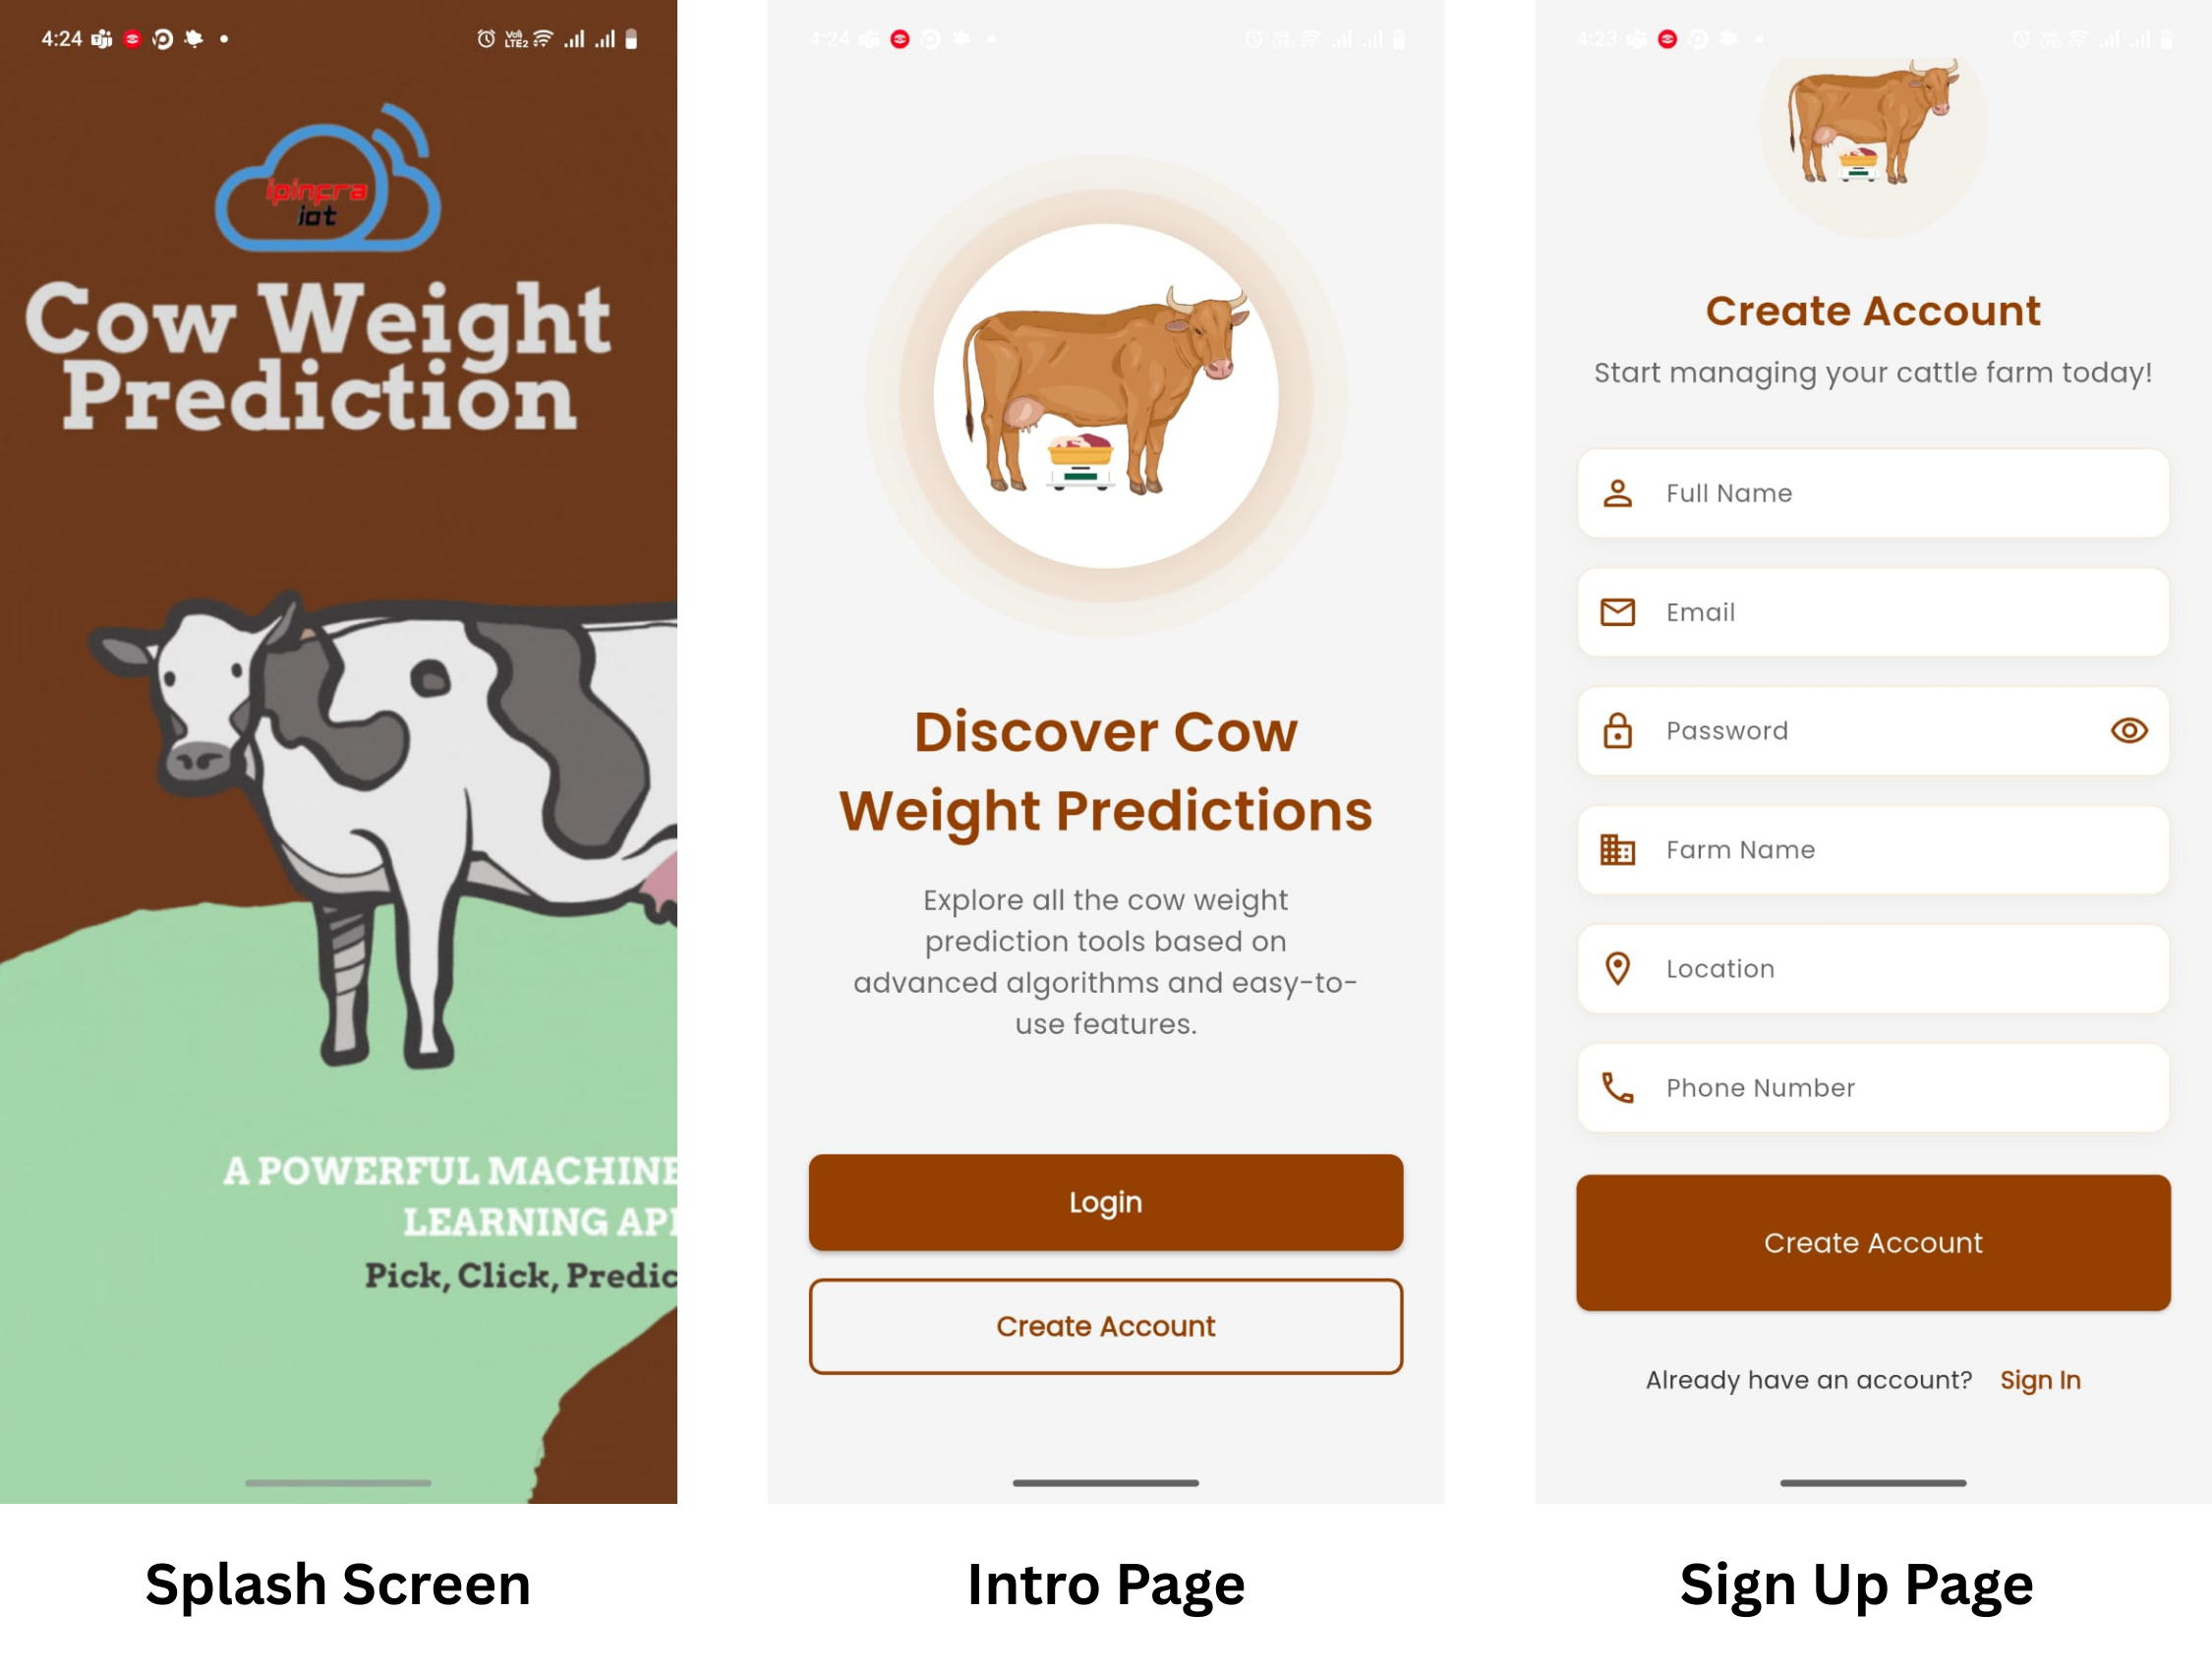 4:24
VoJ)
LTE2
ipinfra
iot
Cow Weight
Prediction
A POWERFUL MACHINE
LEARNING AP
Pick, Click, Predic
Splash Screen
4:24
Discover Cow
Weight Predictions
Explore all the cow weight
prediction tools based on
advanced algorithms and easy-to-
use features.
Login
Create Account
Intro Page
4:23
Create Account
Start managing your cattle farm today!
Full Name
Email
Password
Farm Name
Location
Phone Number
Create Account
Already have an account? Sign In
Sign Up Page